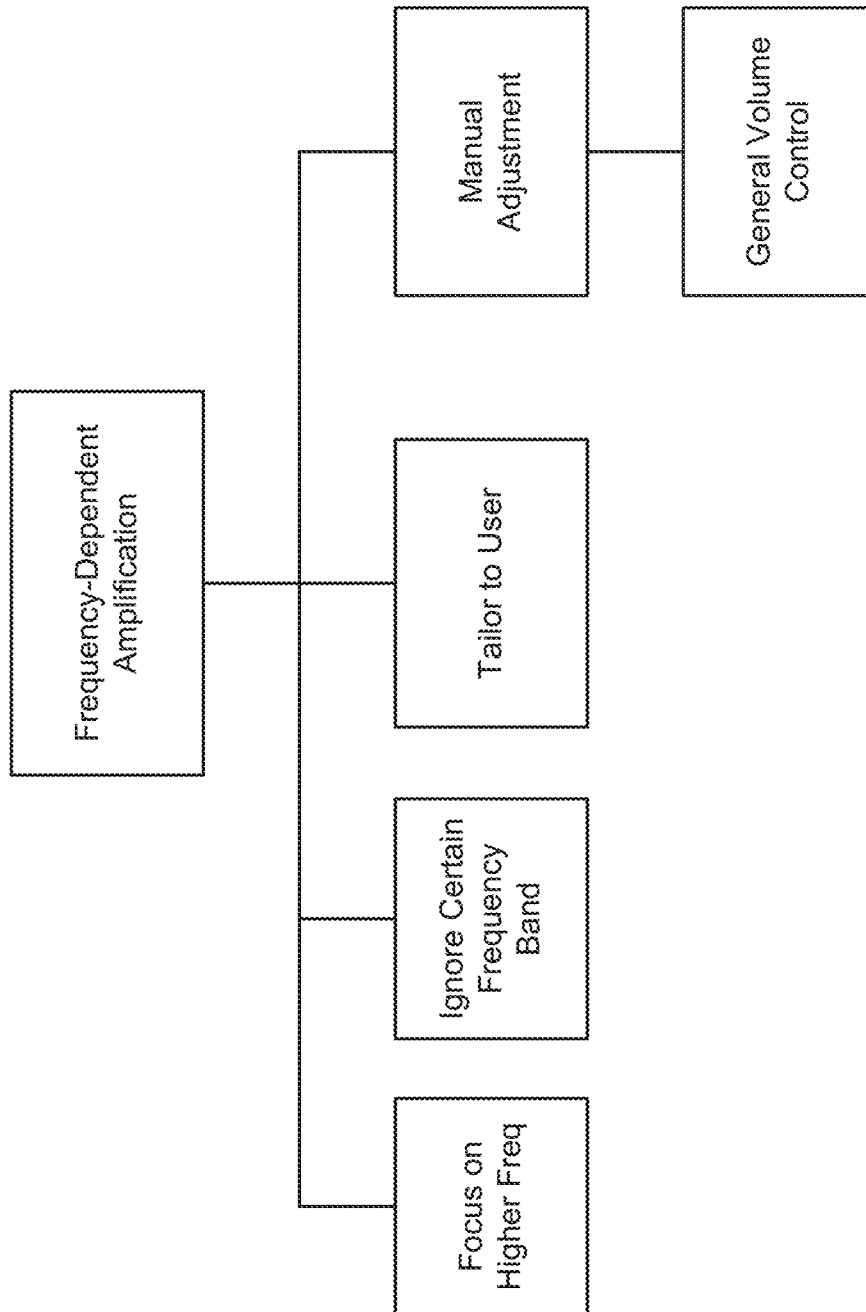 Frequency-Dependent
Amplification
Focus on
Higher Freq
Ignore Certain
Frequency
Band
Tailor to User
Manual
Adjustment
General Volume
Control